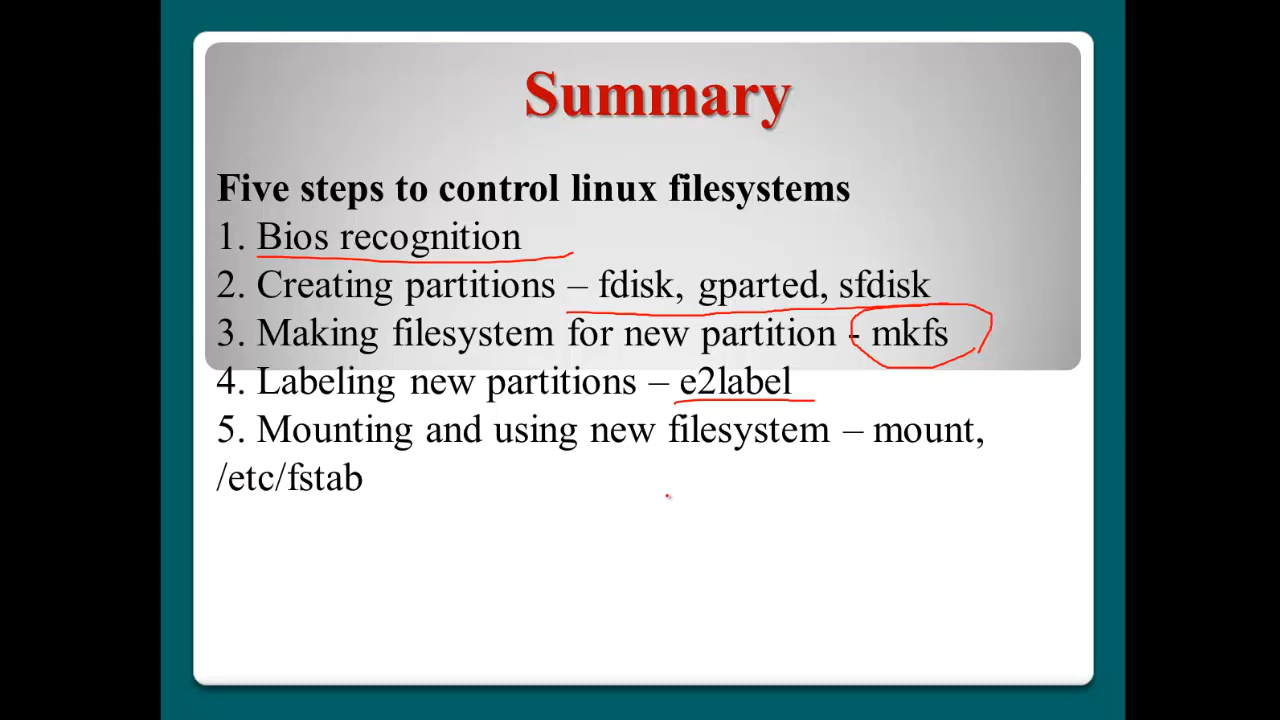 Summary
Five steps to control linux filesystems
1. Bios recognition
2. Creating partitions – fdisk, gparted, sfdisk
3. Making filesystem for new partition - mkfs
4. Labeling new partitions – e2label
5. Mounting and using new filesystem – mount,
/etc/fstab